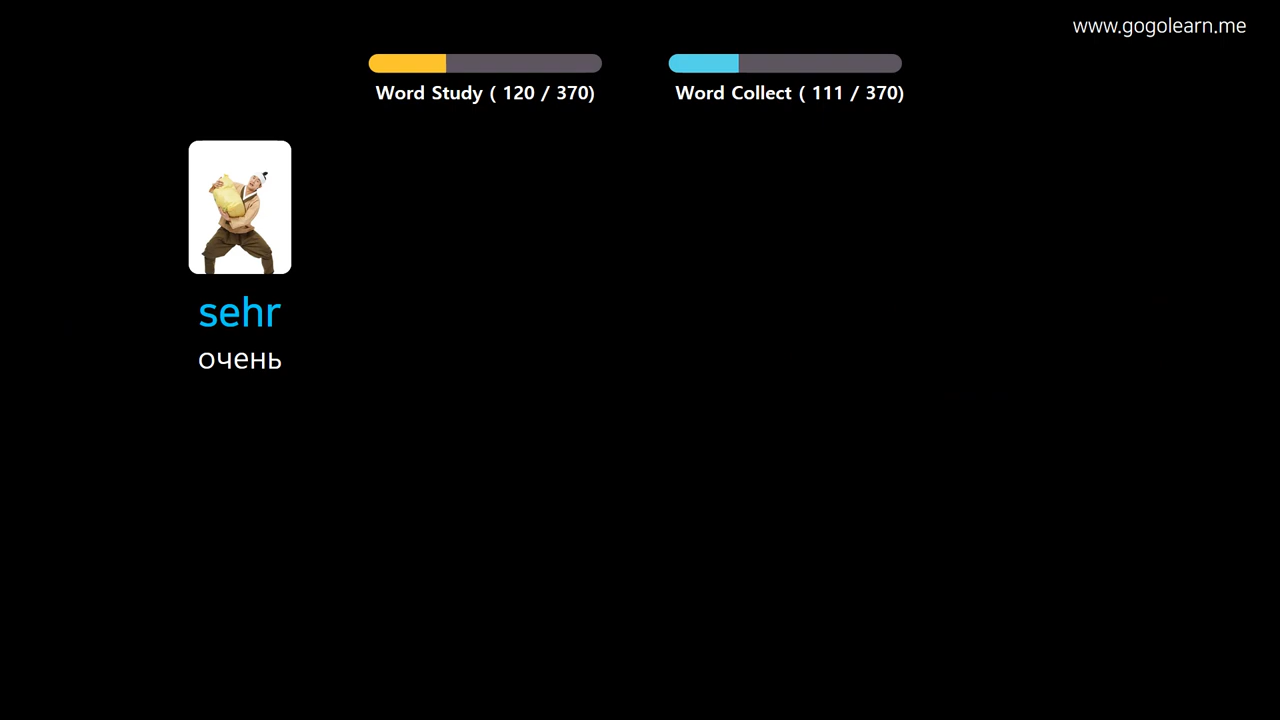 www.gogolearn.me
Word Study ( 120 / 370)
Word Collect ( 111 / 370)
sehr
очень